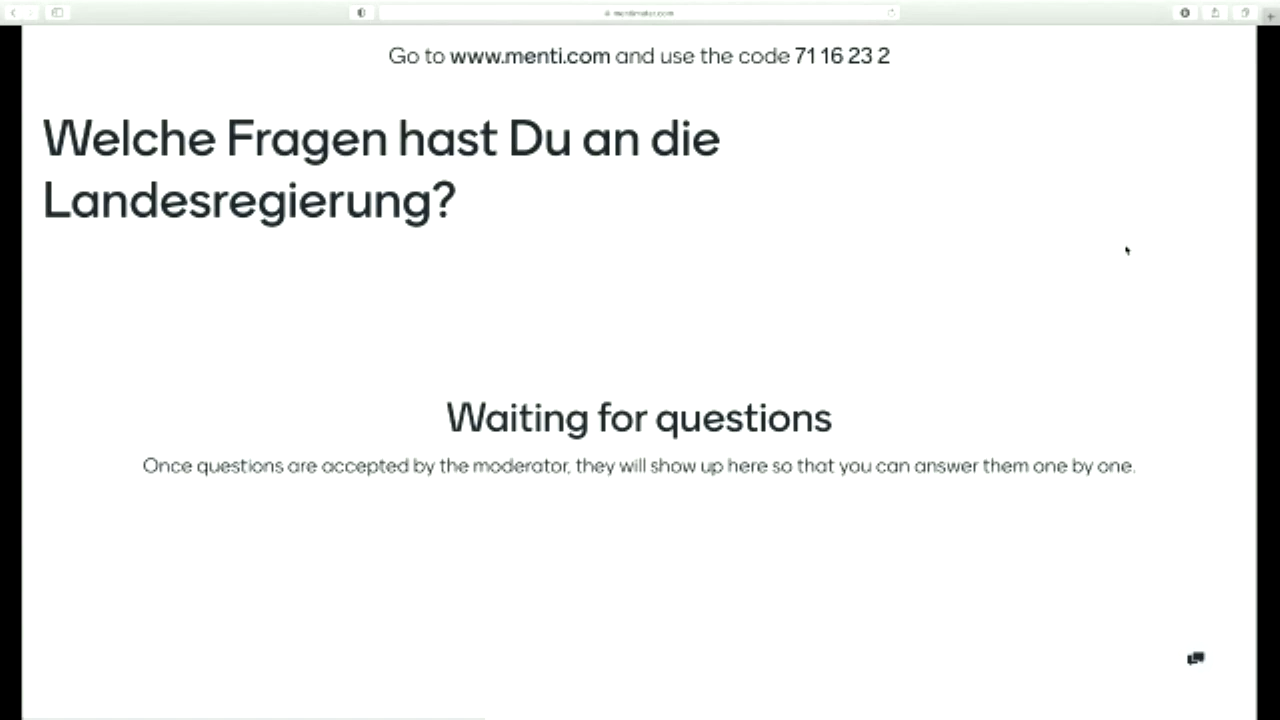 mentimeter.com
Go to www.menti.com and use the code 71 16 23 2
Welche Fragen hast Du an die
Landesregierung?
Waiting for questions
Once questions are accepted by the moderator, they will show up here so that you can answer them one by one.